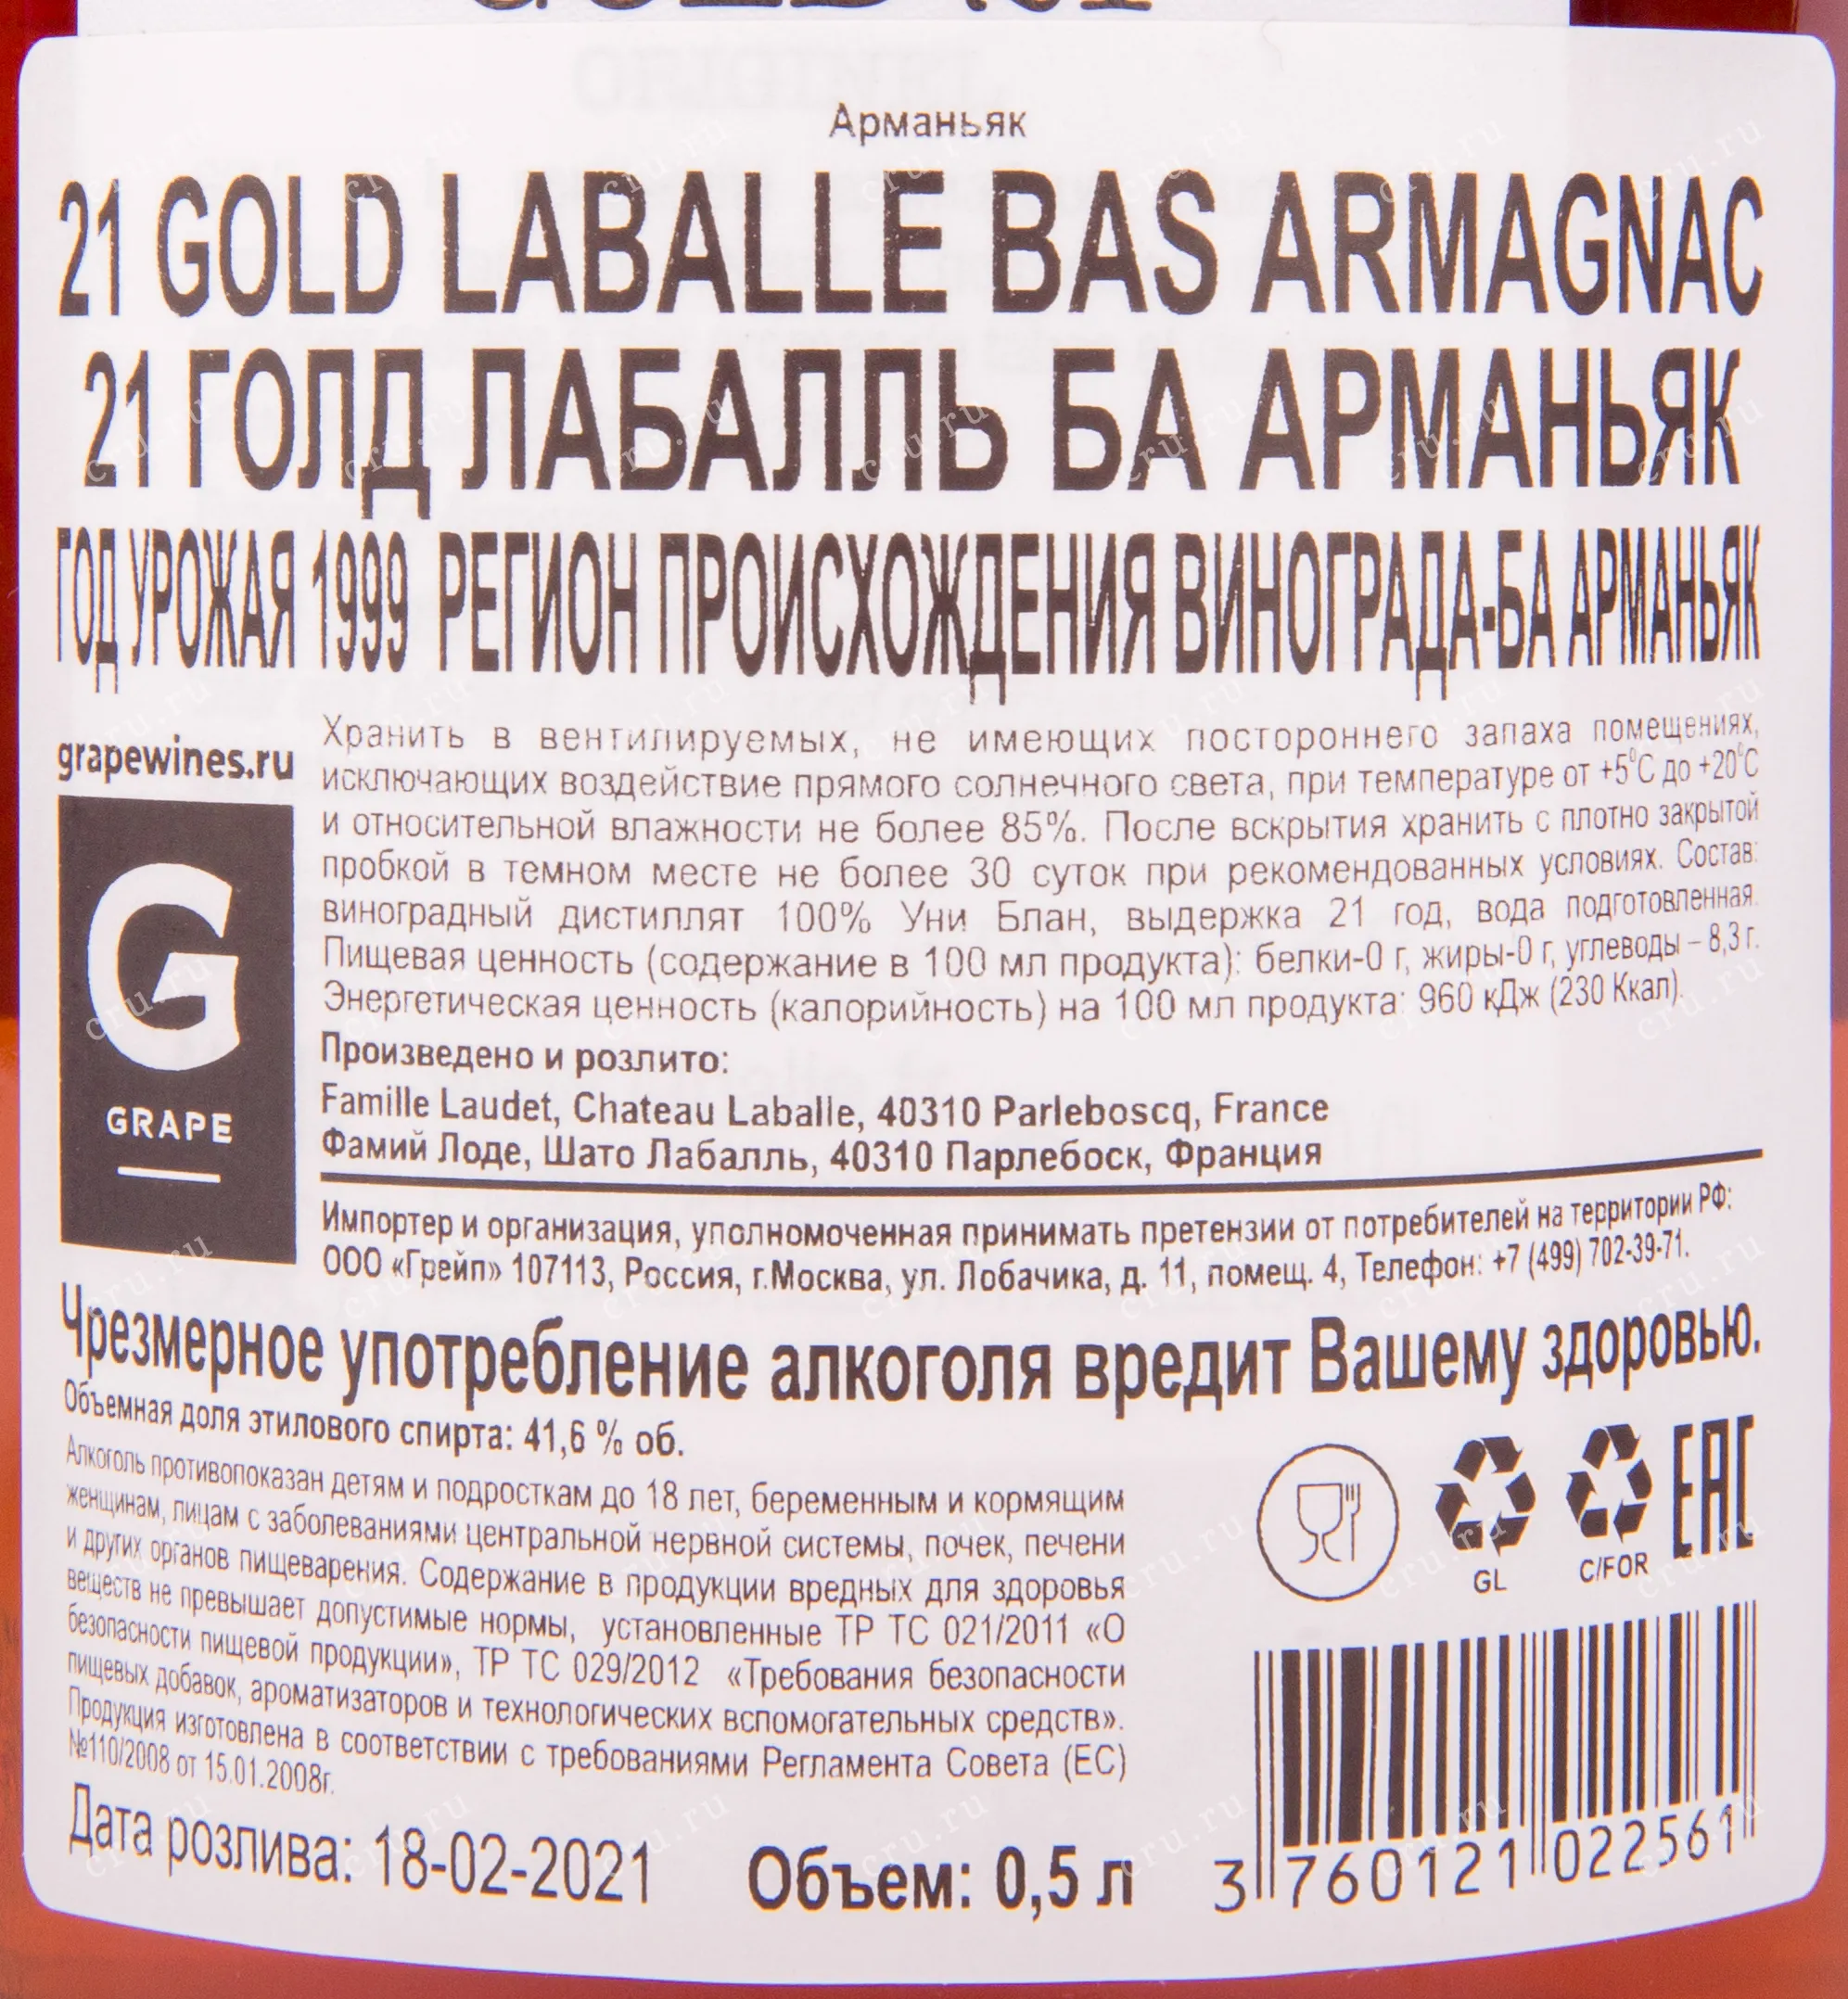 Арманьяк
21 GOLD LABALLE BAS ARMAGNAC
21 ГОЛД ЛАБАЛЛЬ БА АРМАНЬЯК
ГОД УРОЖАЯ 1999 РЕГИОН ПРОИСХОЖДЕНИЯ ВИНОГРАДА-БА АРМАНЬЯК
grapewines.ru
G
GRAPE
Хранить в вентилируемых, не имеющих постороннего запаха помещениях,
исключающих воздействие прямого солнечного света, при температуре от +5°С до +20°С
и относительной влажности не более 85%. После вскрытия хранить с плотно закрытой
пробкой в темном месте не более 30 суток при рекомендованных условиях. Состав:
виноградный дистиллят 100% Уни Блан, выдержка 21 год, вода подготовленная.
Пищевая ценность (содержание в 100 мл продукта): белки-0 г, жиры-0 г, углеводы – 8,3 г.
Энергетическая ценность (калорийность) на 100 мл продукта: 960 кДж (230 Ккал).
Произведено и розлито:
Famille Laudet, Chateau Laballe, 40310 Parleboscq, France
Фамий Лоде, Шато Лабалль, 40310 Парлебоск, Франция
Импортер и организация, уполномоченная принимать претензии от потребителей на территории РФ:
ООО «Грейп» 107113, Россия, г.Москва, ул. Лобачика, д. 11, помещ. 4, Телефон: +7 (499) 702-39-71.
Чрезмерное употребление алкоголя вредит Вашему здоровью.
Объемная доля этилового спирта: 41,6 % об.
Алкоголь противопоказан детям и подросткам до 18 лет, беременным и кормящим
женщинам, лицам с заболеваниями центральной нервной системы, почек, печени
и других органов пищеварения. Содержание в продукции вредных для здоровья
веществ не превышает допустимые нормы, установленные ТР ТС 021/2011 «О
безопасности пищевой продукции», ТР ТС 029/2012 «Требования безопасности
пищевых добавок, ароматизаторов и технологических вспомогательных средств».
Продукция изготовлена в соответствии с требованиями Регламента Совета (ЕС)
№110/2008 от 15.01.2008г.
GL
C/FOR
EAC
Дата розлива: 18-02-2021
Объем: 0,5 л
3 760121 022561
cru.ru